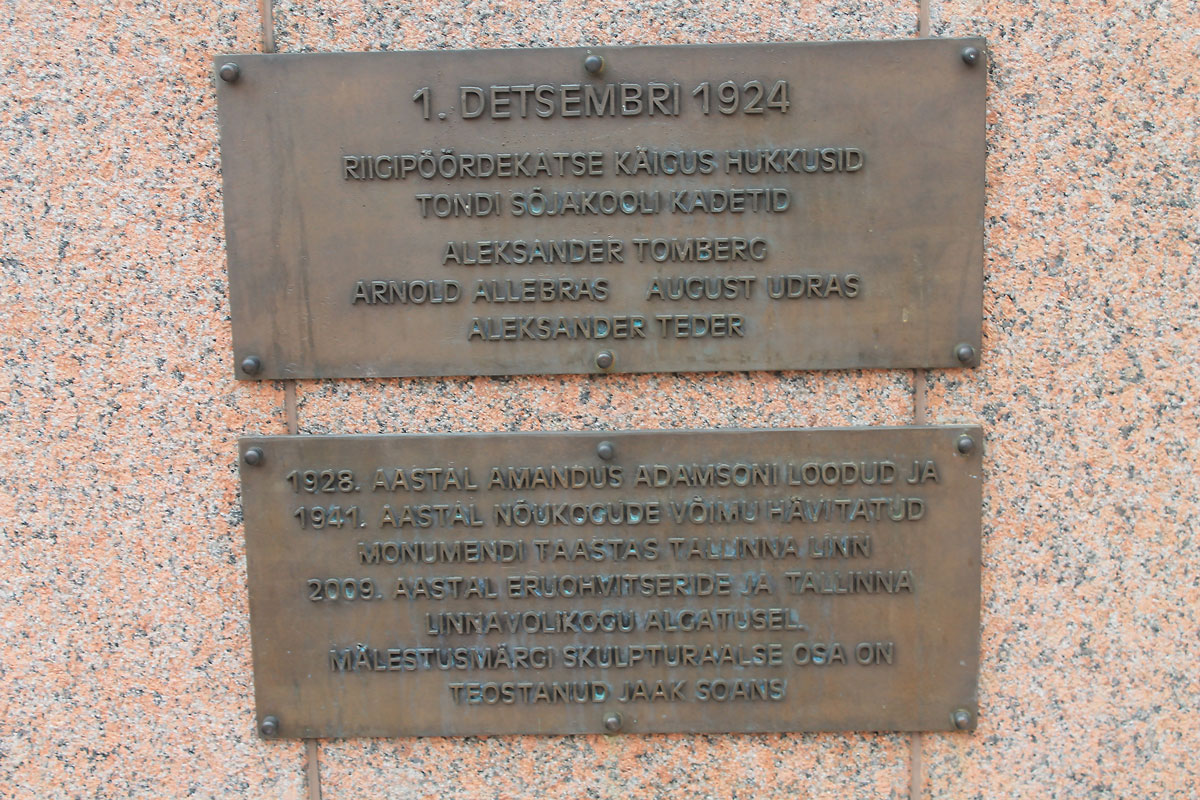 1. DETSEMBRI 1924
RIIGIPÖÖRDEKATSE KÄIGUS HUKKUSID
TONDI SÕJAKOOLI KADETID
ALEKSANDER TOMBERG
ARNOLD ALLEBRAS AUGUST UDRAS
ALEKSANDER TEDER
1928. AASTAL AMANDUS ADAMSONI LOODUD JA
1941. AASTAL NÕUKOGUDE VÕIMU HÄVITATUD
MONUMENDI TAASTAS TALLINNA LINN
2009. AASTAL ERUOHVITSERIDE JA TALLINNA
LINNAVOLIKOGU ALGATUSEL.
MÄLESTUSMÄRGI SKULPTURAALSE OSA ON
TEOSTANUD JAAK SOANS